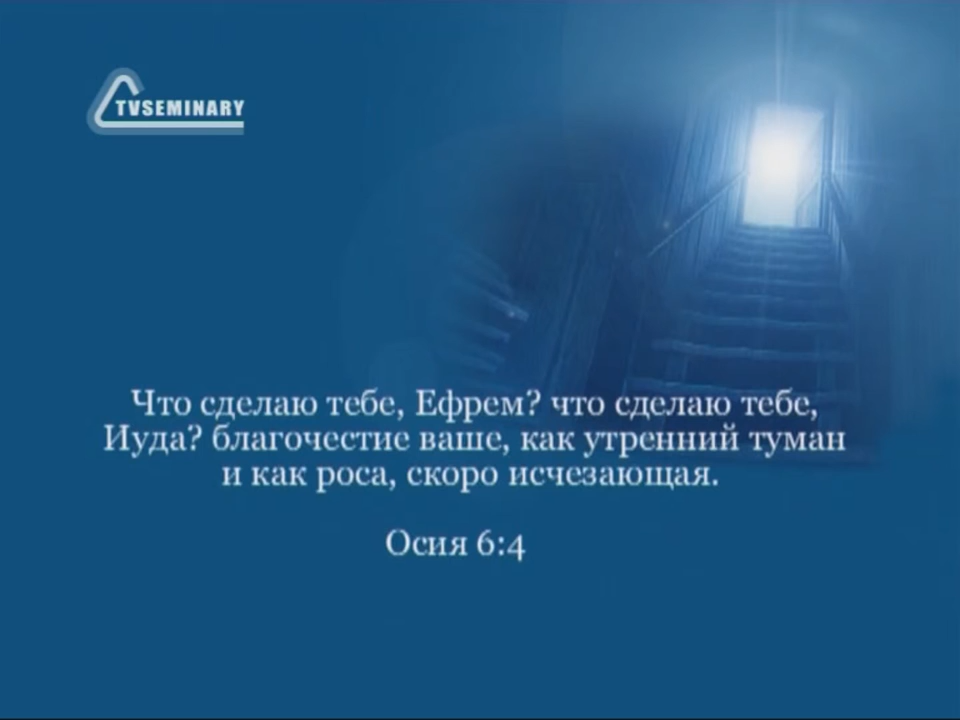 TVSEMINARY
Что сделаю тебе, Ефрем? что сделаю тебе,
Иуда? благочестие ваше, как утренний туман
и как роса, скоро исчезающая.
Осия 6:4